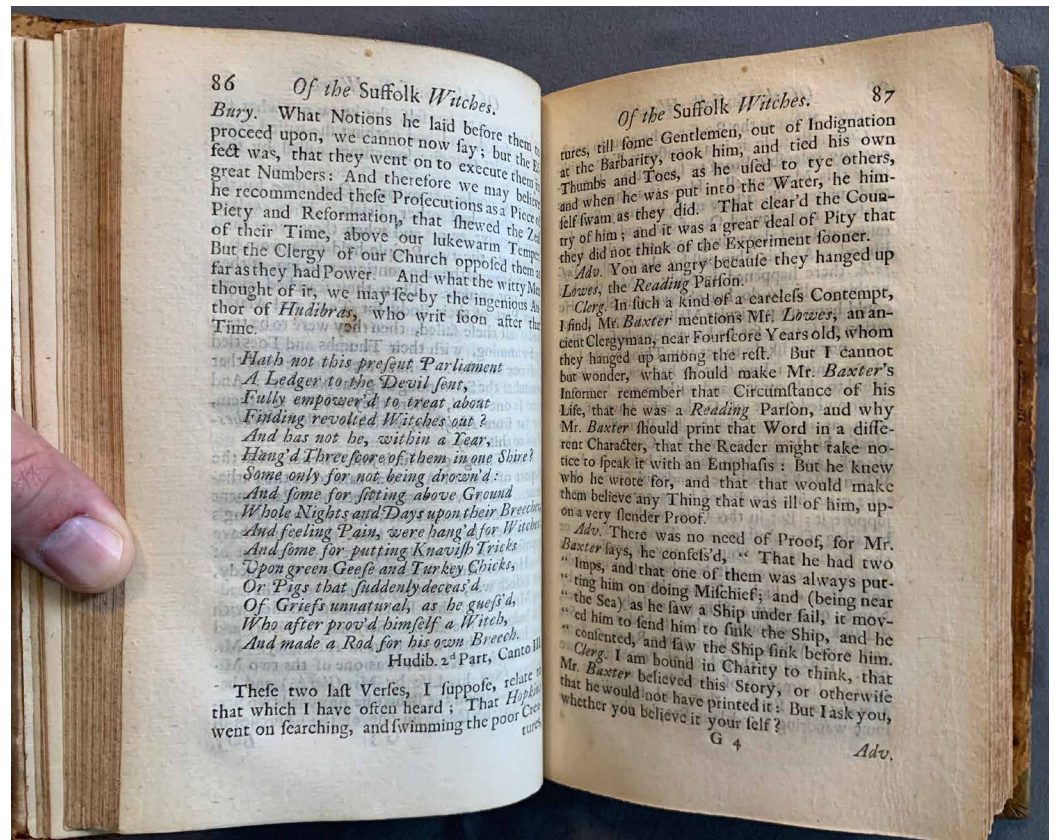 86 Of the Suffolk Witches.
Bury. What Notions he laid before them to
proceed upon, we cannot now ſay; but the Ef-
fect was, that they went on to execute them in
great Numbers: And therefore we may believe
he recommended theſe Proſecutions as a Piece of
Piety and Reformation, that ſhewed the Zeal
of their Time, above our lukewarm Temper
But the Clergy of our Church oppoſed them as
far as they had Power. And what the witty Men
thought of it, we may ſee by the ingenious Au-
thor of Hudibras, who writ ſoon after that
Time.
Hath not this preſent Parliament
A Ledger to the Devil ſent,
Fully empower'd to treat about
Finding revolted Witches out?
And has not he, within a Year,
Hang'd Threeſcore of them in one Shire?
Some only for not being drown'd:
And ſome for ſitting above Ground
Whole Nights and Days upon their Breeches,
And feeling Pain, were hang'd for Witches
And ſome for putting Knaviſh Tricks
Upon green Geeſe and Turkey Chicks,
Or Pigs that ſuddenly deceas'd
Of Griefs unnatural, as he gueſs'd,
Who after prov'd himſelf a Witch,
And made a Rod for his own Breech.
Hudib. 2d Part, Canto III.
Theſe two laſt Verſes, I ſuppoſe, relate to
that which I have often heard; That Hopkins
went on ſearching, and ſwimming the poor Crea-
tures,
Of the Suffolk Witches. 87
tures, till ſome Gentlemen, out of Indignation
at the Barbarity, took him, and tied his own
Thumbs and Toes, as he uſed to tye others,
and when he was put into the Water, he him-
ſelf ſwam as they did. That clear'd the Coun-
try of him; and it was a great deal of Pity that
they did not think of the Experiment ſooner.
Adv. You are angry becauſe they hanged up
Lowes, the Reading Parſon.
Clerg. In ſuch a kind of a careleſs Contempt,
I find, Mr. Baxter mentions Mr. Lowes, an an-
cient Clergyman, near Fourſcore Years old, whom
they hanged up among the reſt. But I cannot
but wonder, what ſhould make Mr. Baxter's
Informer remember that Circumſtance of his
Life, that he was a Reading Parſon, and why
Mr. Baxter ſhould print that Word in a diffe-
rent Character, that the Reader might take no-
tice to ſpeak it with an Emphaſis: But he knew
who he wrote for, and that that would make
them believe any Thing that was ill of him, up-
on a very ſlender Proof.
Adv. There was no need of Proof, for Mr.
Baxter ſays, he confeſs'd, " That he had two
" Imps, and that one of them was always put-
" ting him on doing Miſchief; and (being near
" the Sea) as he ſaw a Ship under ſail, it mov-
" ed him to ſend him to ſink the Ship, and he
" conſented, and ſaw the Ship ſink before him.
Clerg. I am bound in Charity to think, that
Mr. Baxter believed this Story, or otherwiſe
that he would not have printed it: But I ask you,
whether you believe it your ſelf?
G 4 Adv.